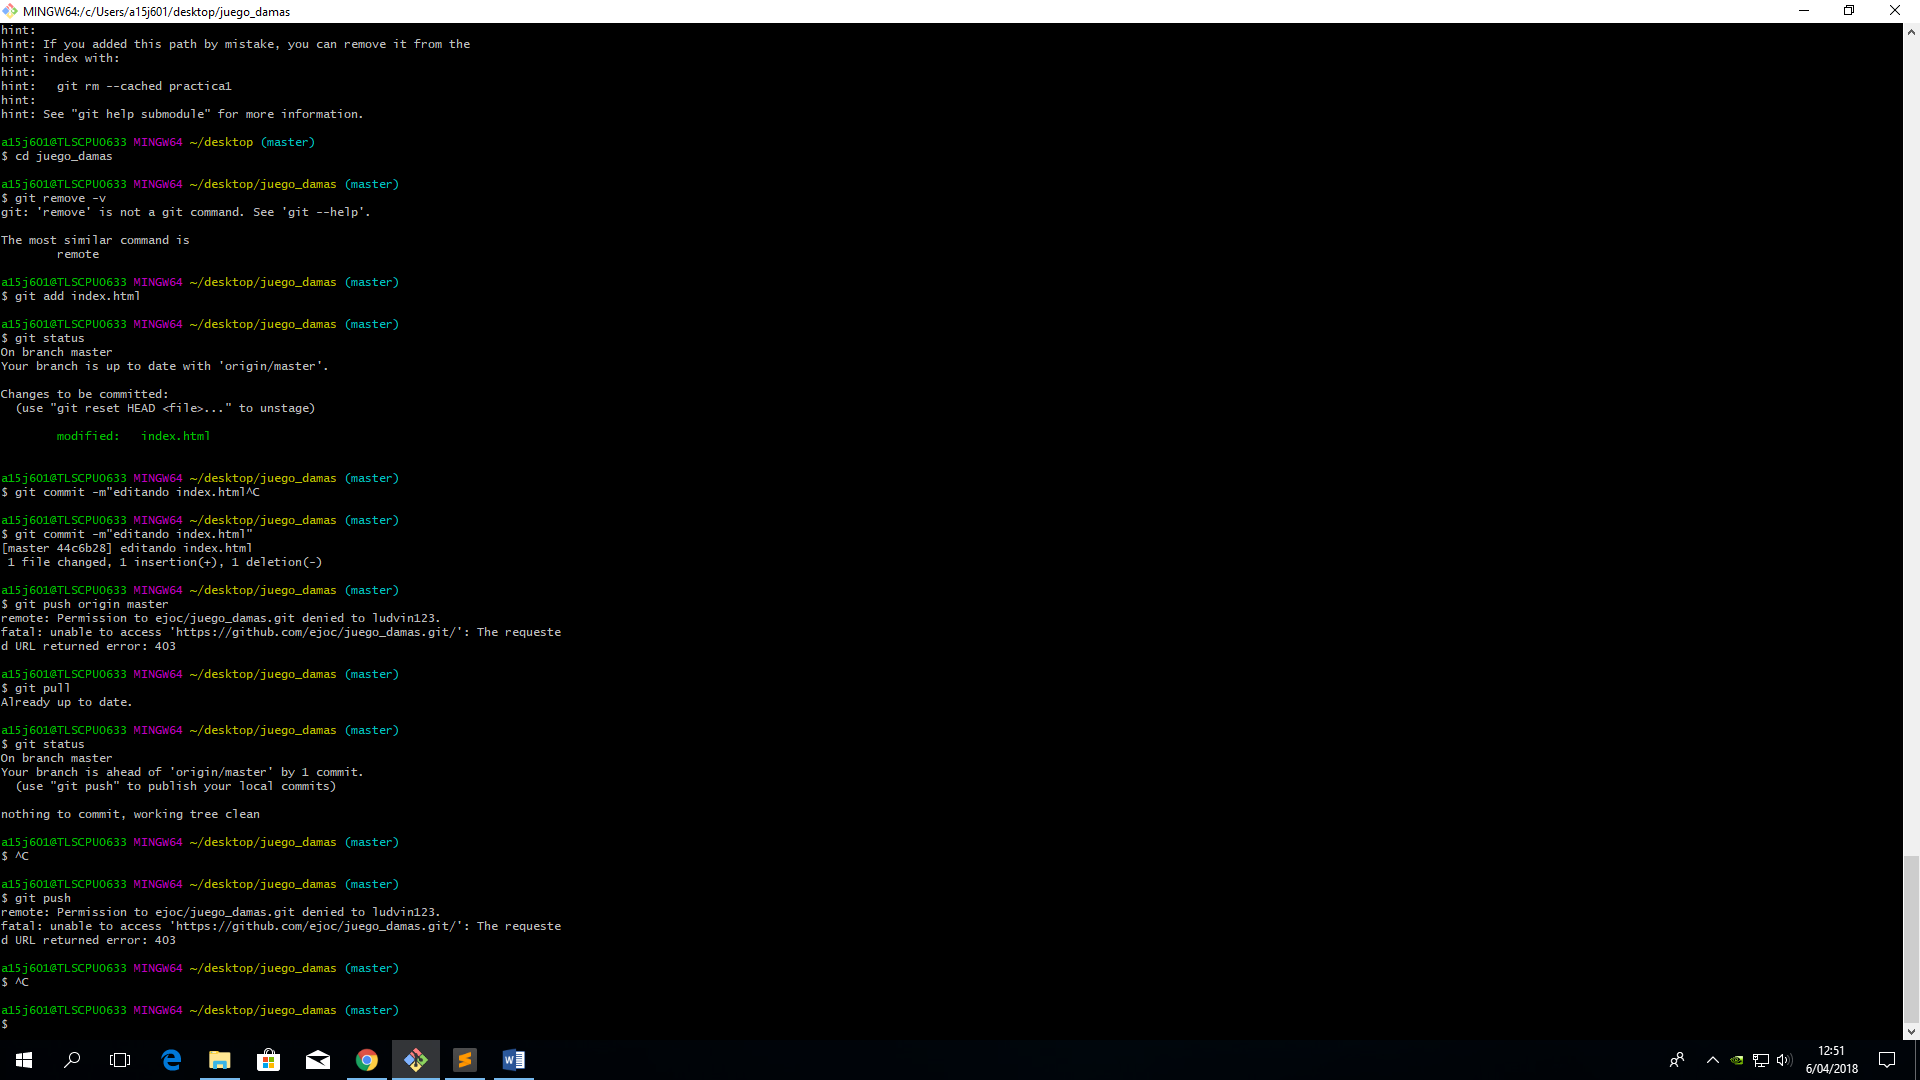 MINGW64:/c/Users/a15j601/desktop/juego_damas
hint:
hint: If you added this path by mistake, you can remove it from the
hint: index with:
hint:
hint:   git rm --cached practica1
hint:
hint: See "git help submodule" for more information.
a15j601@TLSCPU0633 MINGW64 ~/desktop (master)
$ cd juego_damas
a15j601@TLSCPU0633 MINGW64 ~/desktop/juego_damas (master)
$ git remove -v
git: 'remove' is not a git command. See 'git --help'.
The most similar command is
remote
a15j601@TLSCPU0633 MINGW64 ~/desktop/juego_damas (master)
$ git add index.html
a15j601@TLSCPU0633 MINGW64 ~/desktop/juego_damas (master)
$ git status
On branch master
Your branch is up to date with 'origin/master'.
Changes to be committed:
(use "git reset HEAD <file>..." to unstage)
modified:   index.html
a15j601@TLSCPU0633 MINGW64 ~/desktop/juego_damas (master)
$ git commit -m"editando index.html^C
a15j601@TLSCPU0633 MINGW64 ~/desktop/juego_damas (master)
$ git commit -m"editando index.html"
[master 44c6b28] editando index.html
1 file changed, 1 insertion(+), 1 deletion(-)
a15j601@TLSCPU0633 MINGW64 ~/desktop/juego_damas (master)
$ git push origin master
remote: Permission to ejoc/juego_damas.git denied to ludvin123.
fatal: unable to access 'https://github.com/ejoc/juego_damas.git/': The requeste
d URL returned error: 403
a15j601@TLSCPU0633 MINGW64 ~/desktop/juego_damas (master)
$ git pull
Already up to date.
a15j601@TLSCPU0633 MINGW64 ~/desktop/juego_damas (master)
$ git status
On branch master
Your branch is ahead of 'origin/master' by 1 commit.
(use "git push" to publish your local commits)
nothing to commit, working tree clean
a15j601@TLSCPU0633 MINGW64 ~/desktop/juego_damas (master)
$ ^C
a15j601@TLSCPU0633 MINGW64 ~/desktop/juego_damas (master)
$ git push
remote: Permission to ejoc/juego_damas.git denied to ludvin123.
fatal: unable to access 'https://github.com/ejoc/juego_damas.git/': The requeste
d URL returned error: 403
a15j601@TLSCPU0633 MINGW64 ~/desktop/juego_damas (master)
$ ^C
a15j601@TLSCPU0633 MINGW64 ~/desktop/juego_damas (master)
$
12:51
6/04/2018